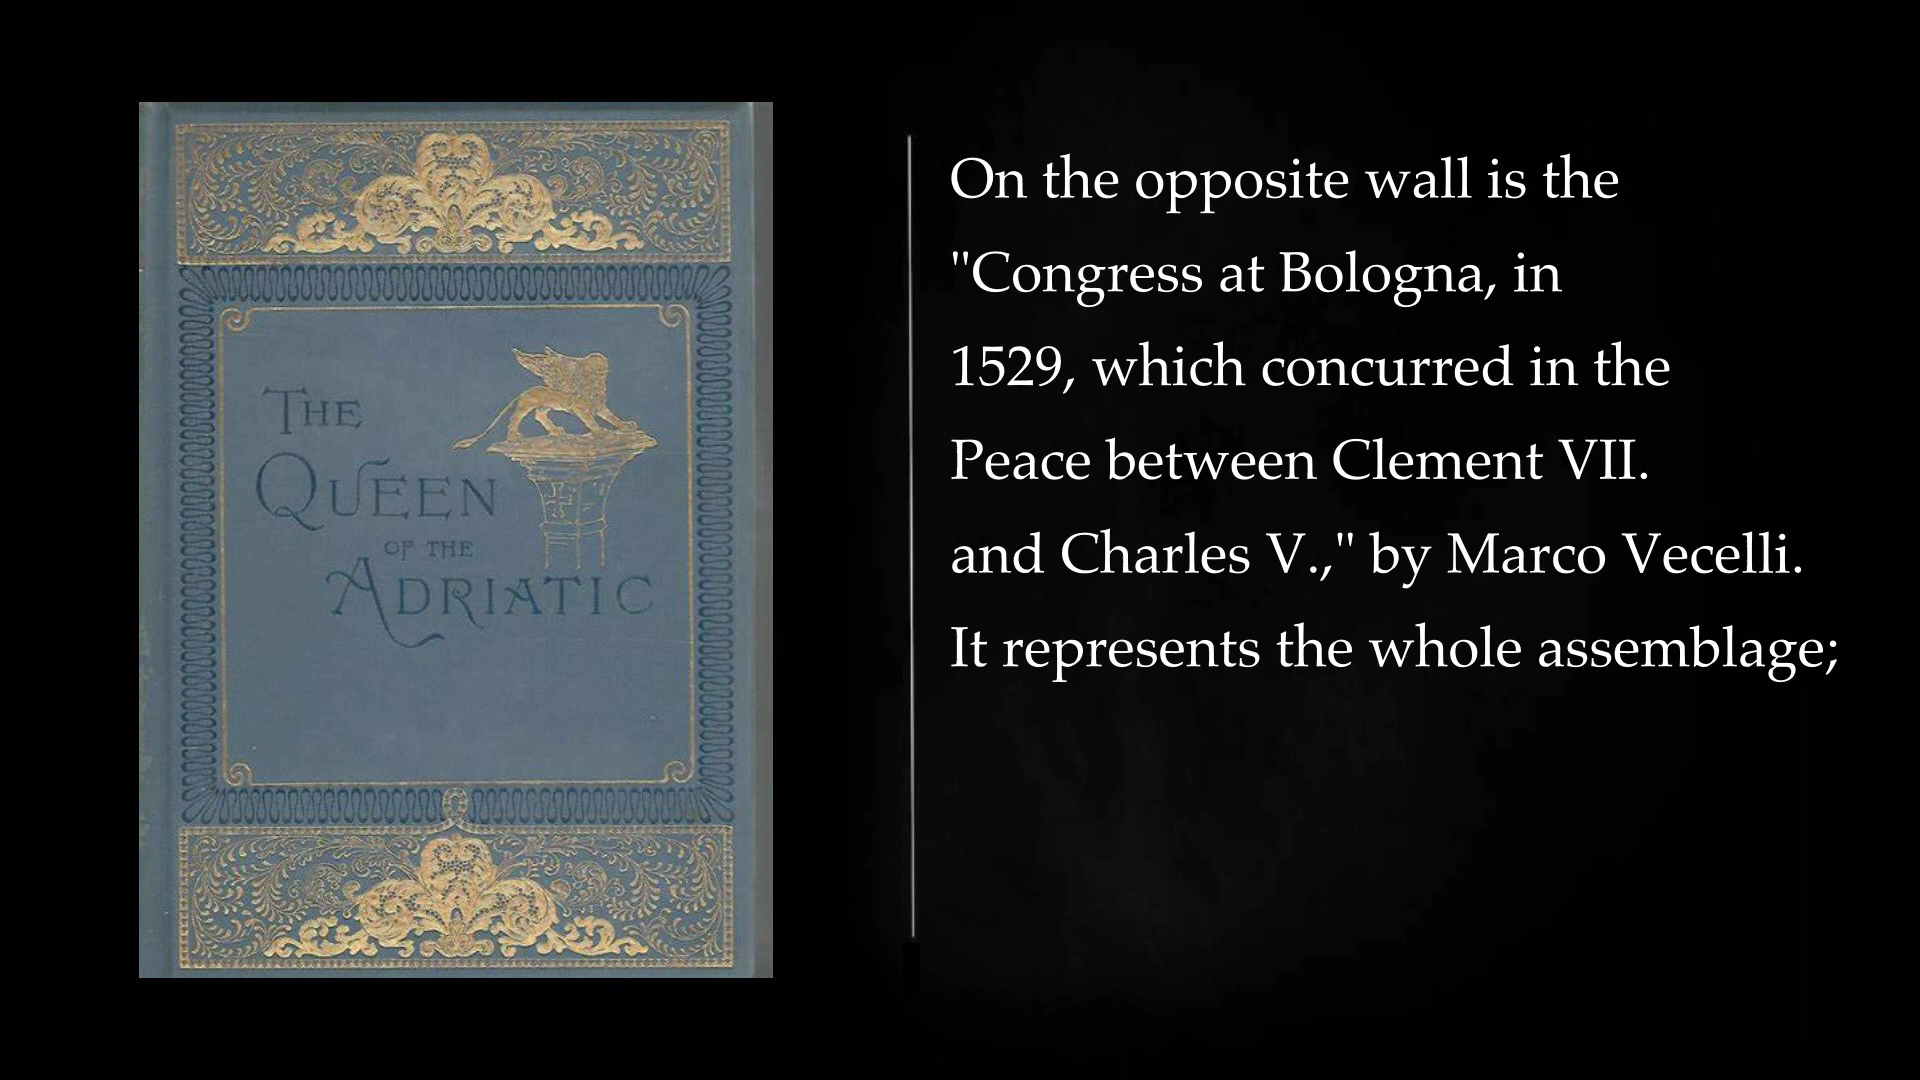 THE
QUEEN
OF THE
ADRIATIC
On the opposite wall is the
"Congress at Bologna, in
1529, which concurred in the
Peace between Clement VII.
and Charles V.," by Marco Vecelli.
It represents the whole assemblage;